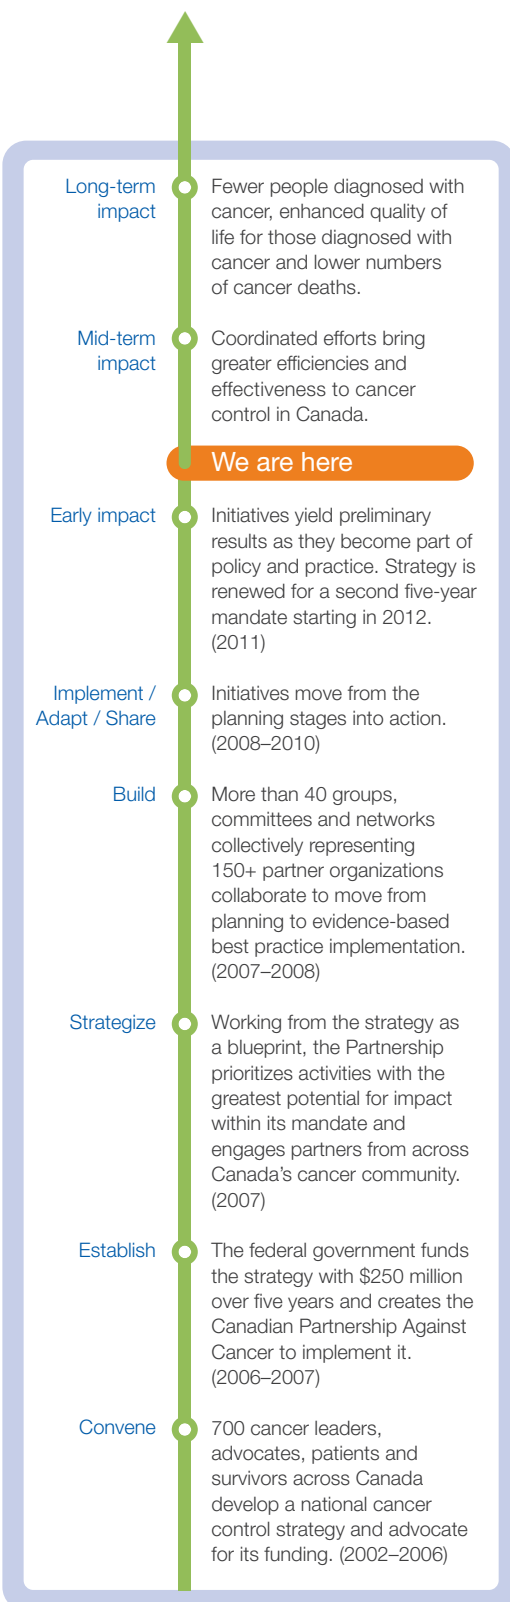 Long-term
impact
Fewer people diagnosed with
cancer, enhanced quality of
life for those diagnosed with
cancer and lower numbers
of cancer deaths.
Mid-term
impact
Coordinated efforts bring
greater efficiencies and
effectiveness to cancer
control in Canada.
We are here
Early impact
Initiatives yield preliminary
results as they become part of
policy and practice. Strategy is
renewed for a second five-year
mandate starting in 2012.
(2011)
Implement /
Adapt / Share
Initiatives move from the
planning stages into action.
(2008–2010)
Build
More than 40 groups,
committees and networks
collectively representing
150+ partner organizations
collaborate to move from
planning to evidence-based
best practice implementation.
(2007–2008)
Strategize
Working from the strategy as
a blueprint, the Partnership
prioritizes activities with the
greatest potential for impact
within its mandate and
engages partners from across
Canada’s cancer community.
(2007)
Establish
The federal government funds
the strategy with $250 million
over five years and creates the
Canadian Partnership Against
Cancer to implement it.
(2006–2007)
Convene
700 cancer leaders,
advocates, patients and
survivors across Canada
develop a national cancer
control strategy and advocate
for its funding. (2002–2006)